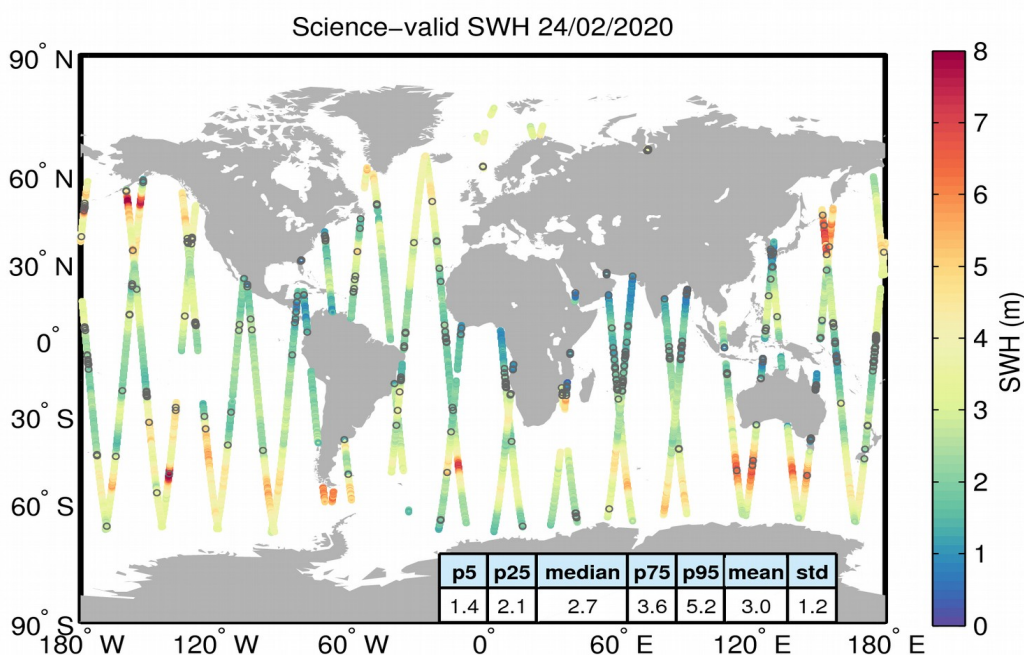 Science−valid SWH 24/02/2020
90° N
60° N
30° N
0°
30° S
60° S
90° S
180° W
120° W
60° W
0°
60° E
120° E
180° E
p5 p25 median p75 p95 mean std
1.4 2.1 2.7 3.6 5.2 3.0 1.2
8
7
6
5
4
3
2
1
0
SWH (m)